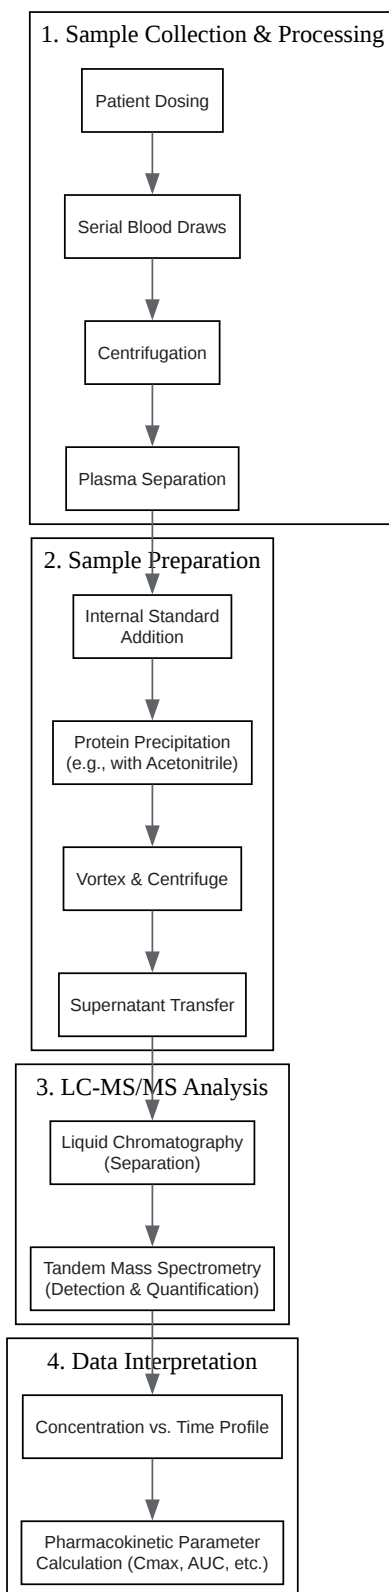 1. Sample Collection & Processing
Patient Dosing
Serial Blood Draws
Centrifugation
Plasma Separation
2. Sample Preparation
Internal Standard
Addition
Protein Precipitation
(e.g., with Acetonitrile)
Vortex & Centrifuge
Supernatant Transfer
3. LC-MS/MS Analysis
Liquid Chromatography
(Separation)
Tandem Mass Spectrometry
(Detection & Quantification)
4. Data Interpretation
Concentration vs. Time Profile
Pharmacokinetic Parameter
Calculation (Cmax, AUC, etc.)